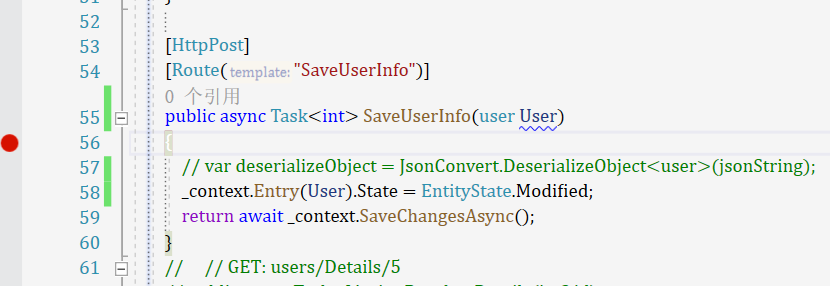 52
53 [HttpPost]
54 [Route(template:"SaveUserInfo")]
0 个引用
55 public async Task<int> SaveUserInfo(user User)
56 {
57 // var deserializeObject = JsonConvert.DeserializeObject<user>(jsonString);
58 _context.Entry(User).State = EntityState.Modified;
59 return await _context.SaveChangesAsync();
60 }
61 // // GET: users/Details/5